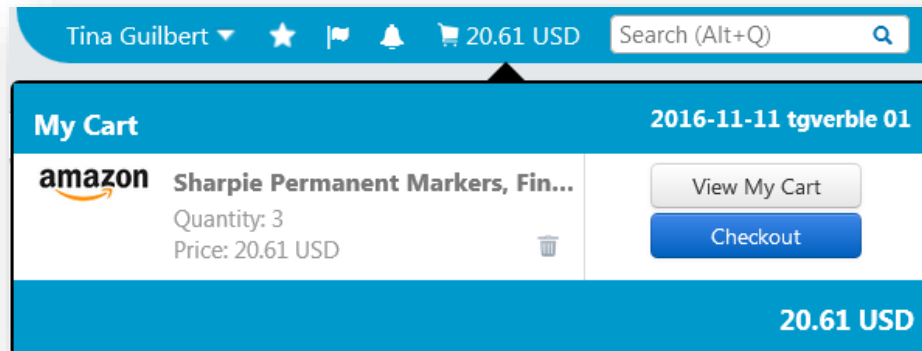 Tina Guilbert 20.61 USD Search (Alt+Q)
My Cart 2016-11-11 tgverble 01
amazon Sharpie Permanent Markers, Fin... View My Cart
Quantity: 3
Price: 20.61 USD Checkout
20.61 USD